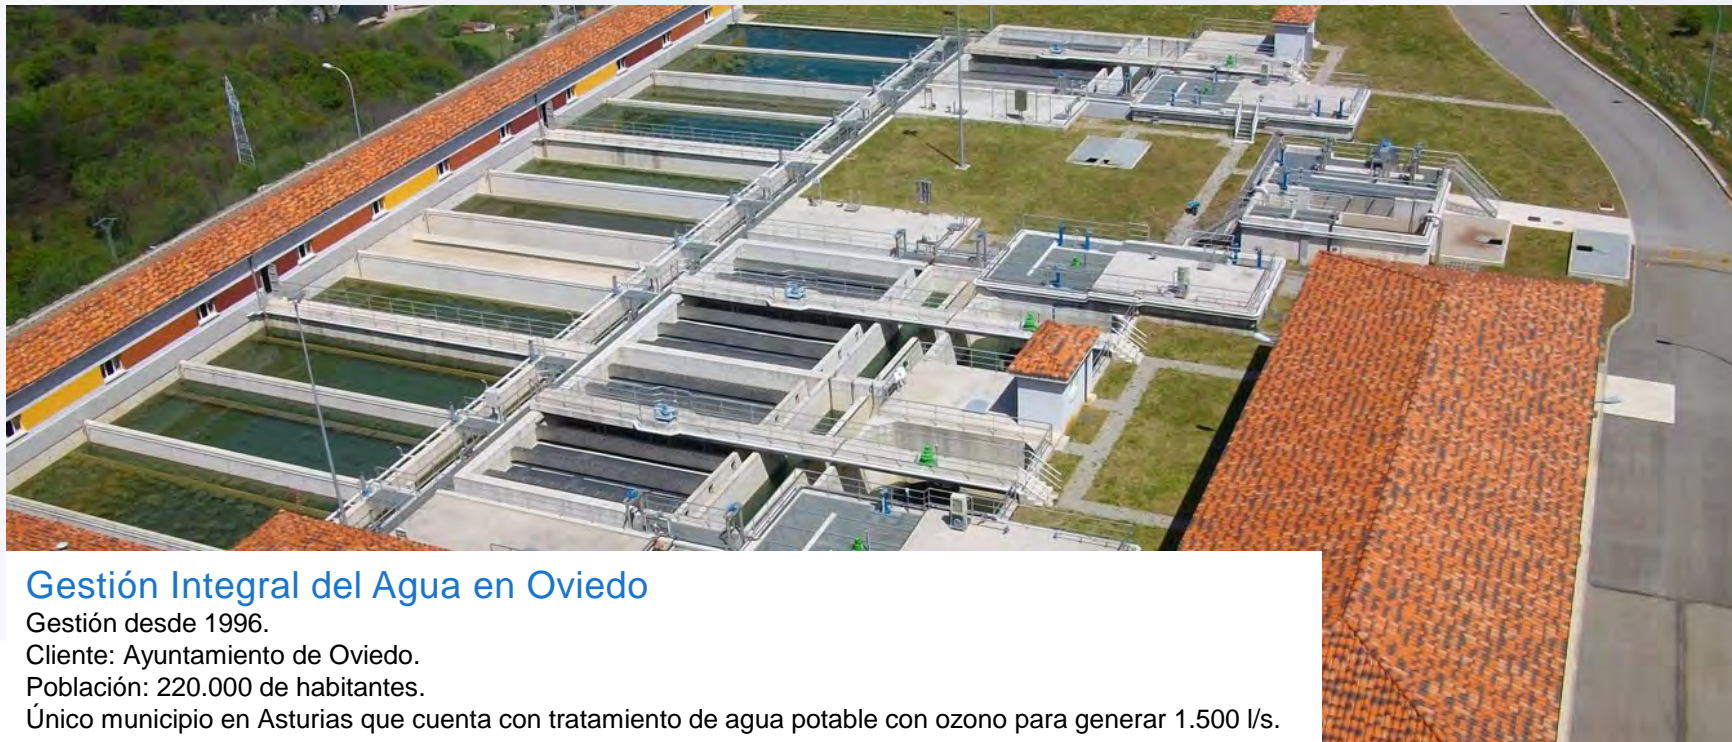 Gestión Integral del Agua en Oviedo
Gestión desde 1996.
Cliente: Ayuntamiento de Oviedo.
Población: 220.000 de habitantes.
Único municipio en Asturias que cuenta con tratamiento de agua potable con ozono para generar 1.500 l/s.